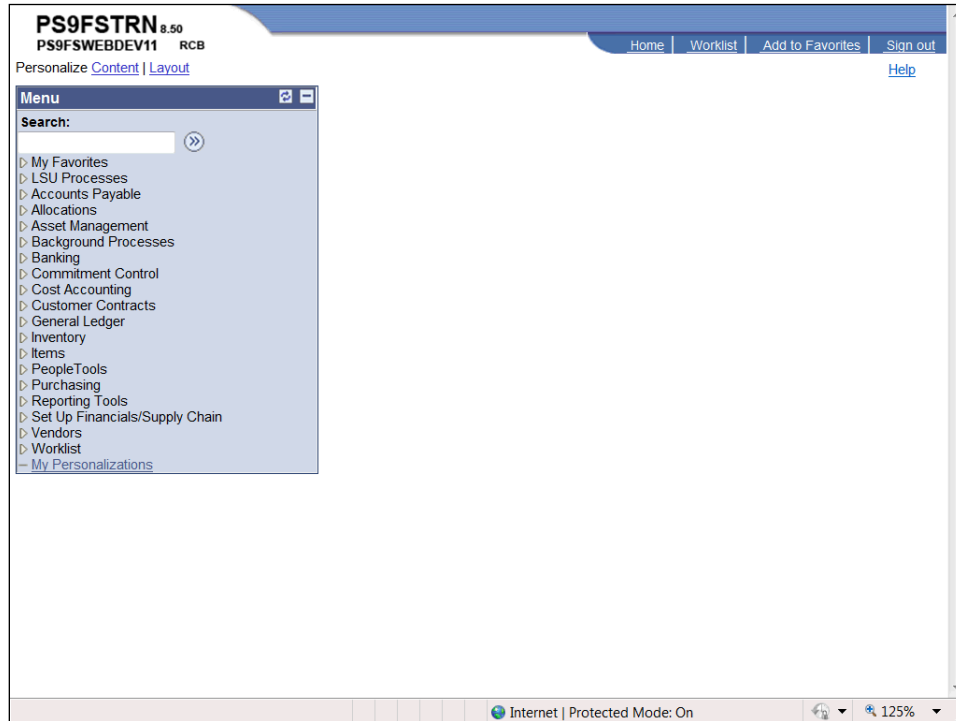 PS9FSTRN 8.50
PS9FSWEBDEV11 RCB
Home Worklist Add to Favorites Sign out
Personalize Content | Layout
Help
Menu
Search:
My Favorites
LSU Processes
Accounts Payable
Allocations
Asset Management
Background Processes
Banking
Commitment Control
Cost Accounting
Customer Contracts
General Ledger
Inventory
Items
PeopleTools
Purchasing
Reporting Tools
Set Up Financials/Supply Chain
Vendors
Worklist
My Personalizations
Internet | Protected Mode: On
125%